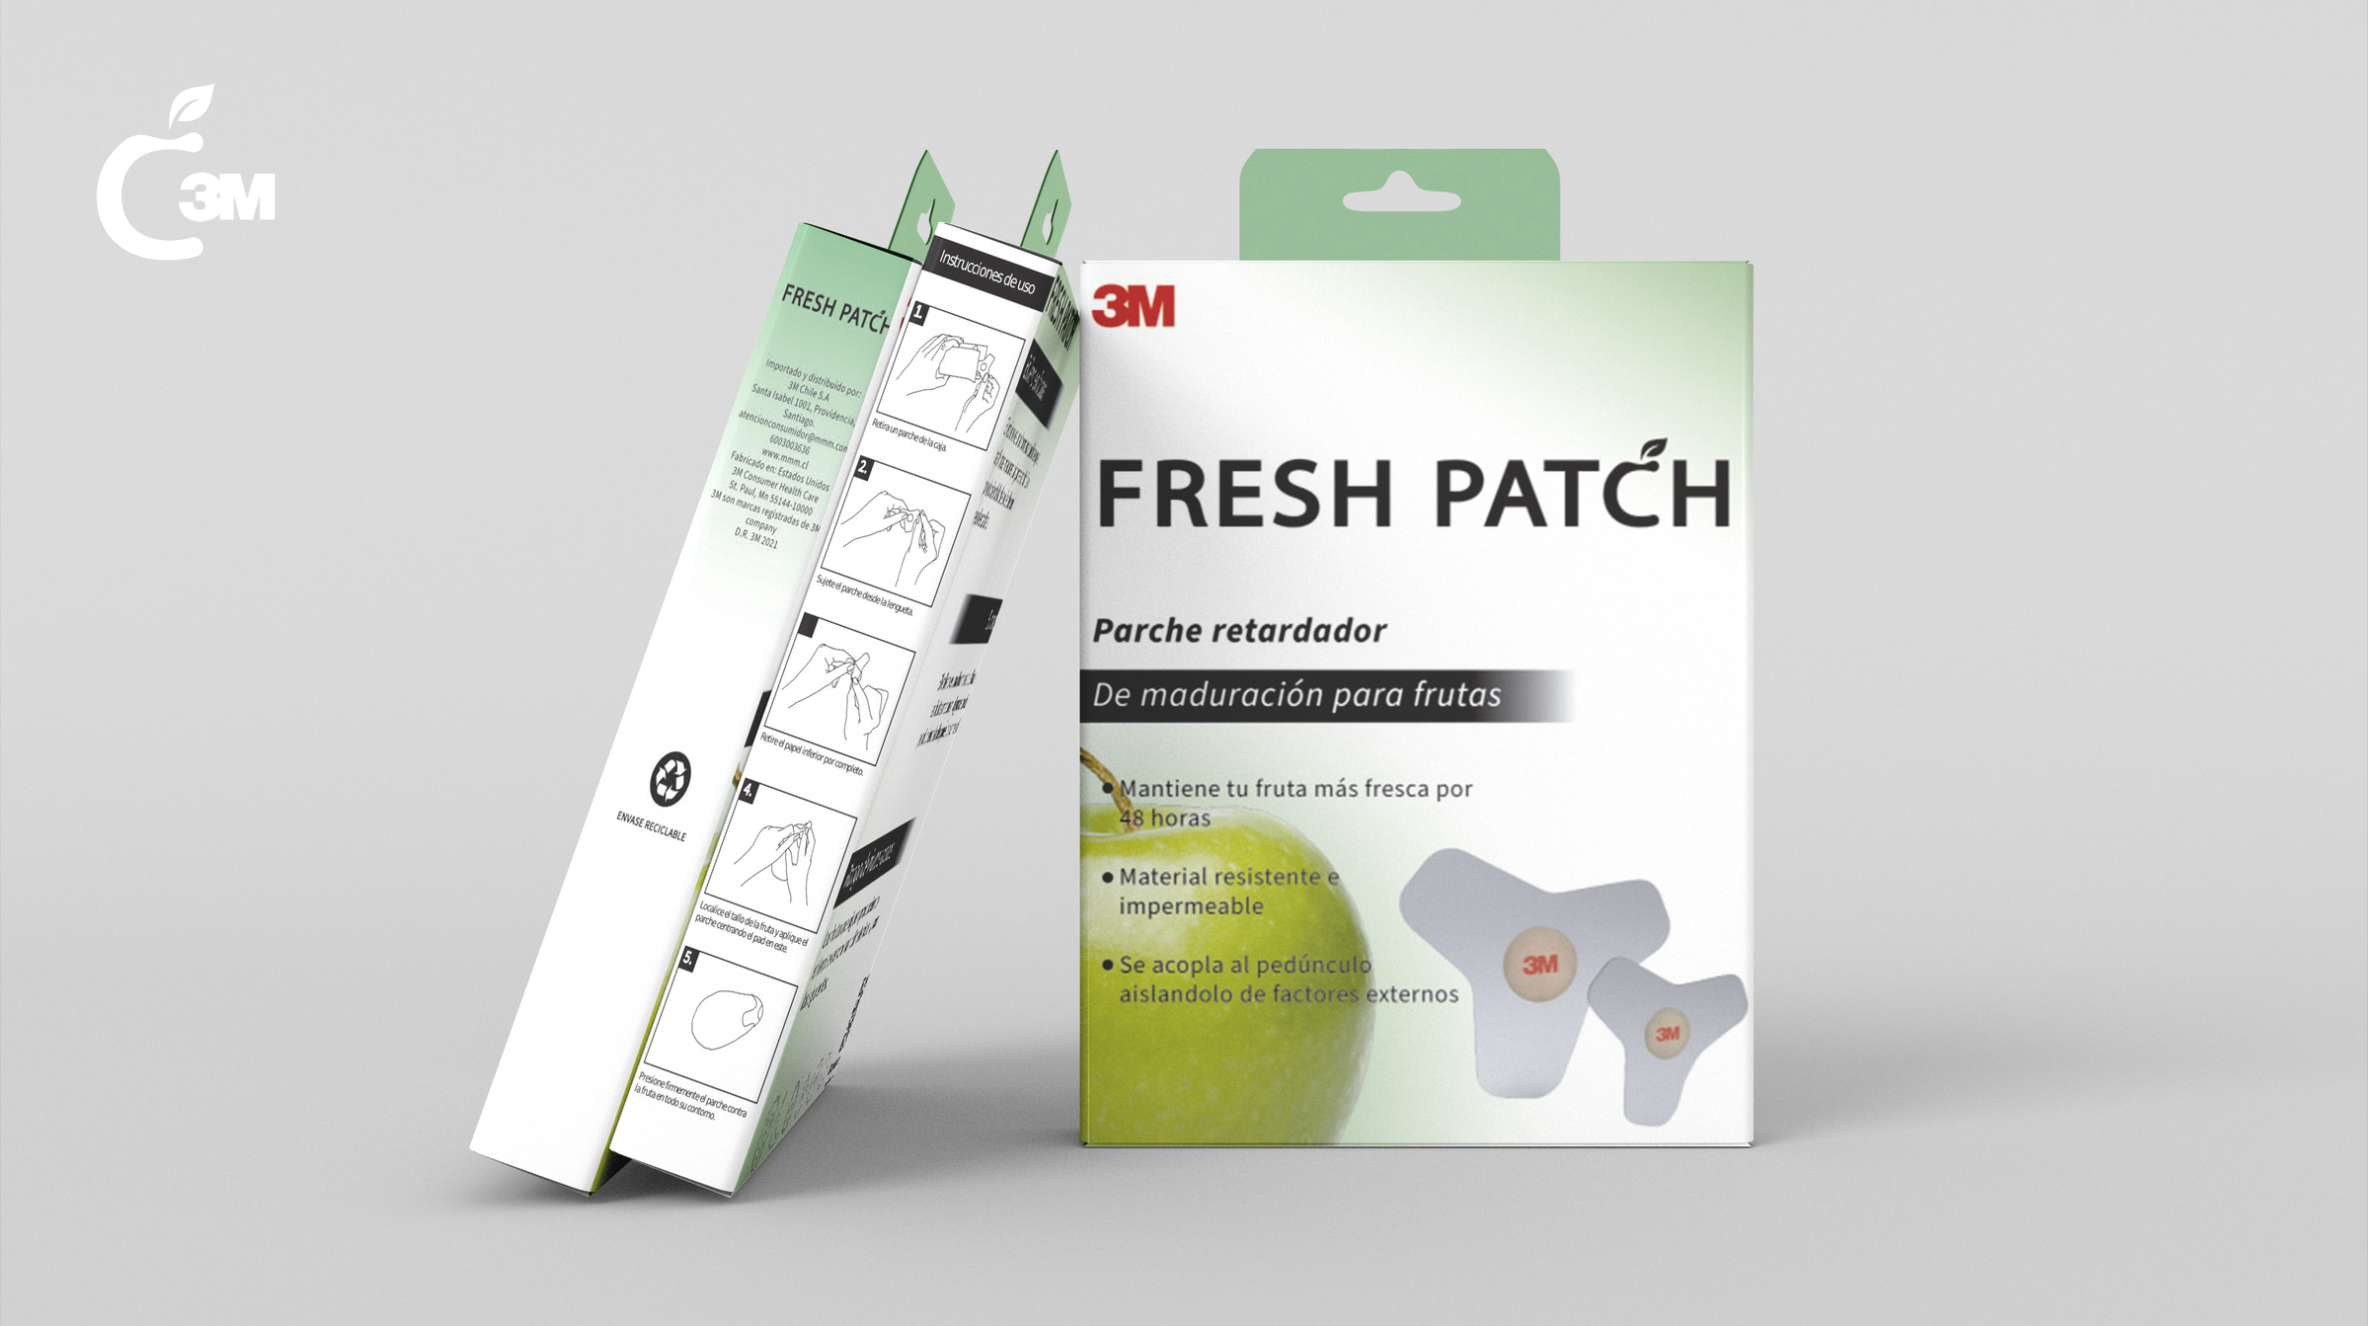 3M
FRESH PATCH
Importado y distribuido por:
3M Chile S.A
Santa Isabel 1001, Providencia,
Santiago.
atencionconsumidor@mmm.com
6003003636
www.mmm.cl
Fabricado en: Estados Unidos
3M Consumer Health Care
St. Paul, Mn 55144-10000
3M son marcas registradas de 3M
company
D.R. 3M 2021
ENVASE RECICLABLE
Instrucciones de uso
1.
Retira un parche de la caja.
2.
Sujete el parche desde la lengueta.
Retire el papel inferior por completo.
4.
Localice el tallo de la fruta y aplique el
parche centrando el pad en este.
5.
Presione firmemente el parche contra
la fruta en todo su contorno.
3M
FRESH PATCH
Parche retardador
De maduración para frutas
● Mantiene tu fruta más fresca por
48 horas
● Material resistente e
impermeable
● Se acopla al pedúnculo
aislandolo de factores externos
3M
3M